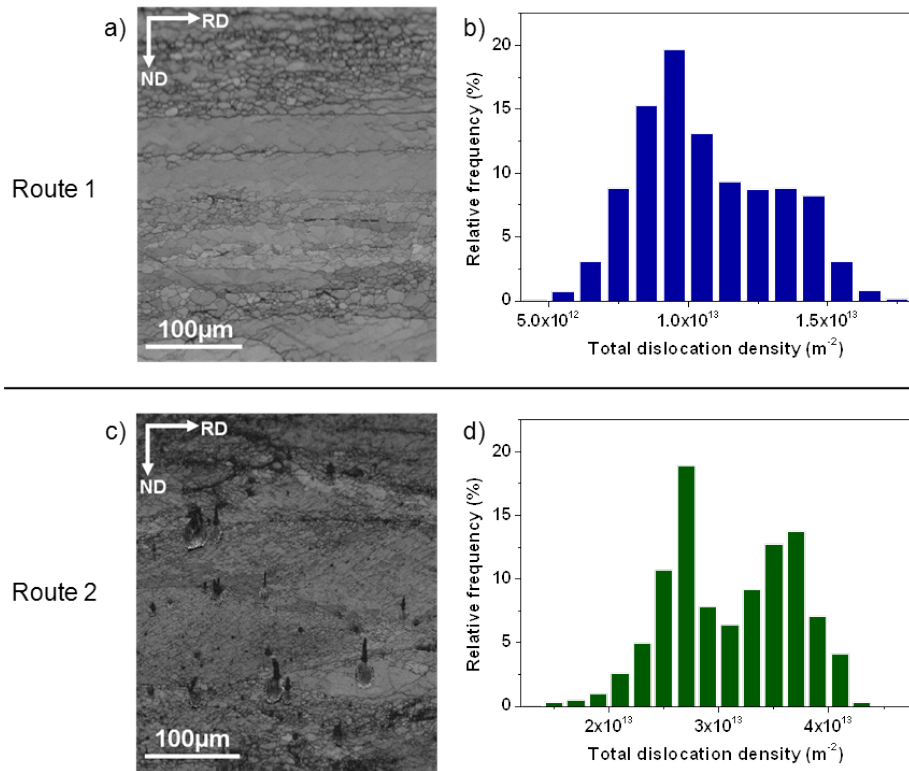 Route 1
a)
RD
ND
100µm
b)
Relative frequency (%)
20
15
10
5
0
5.0x10¹² 1.0x10¹³ 1.5x10¹³
Total dislocation density (m⁻²)
Route 2
c)
RD
ND
100µm
d)
Relative frequency (%)
20
15
10
5
0
2x10¹³ 3x10¹³ 4x10¹³
Total dislocation density (m⁻²)